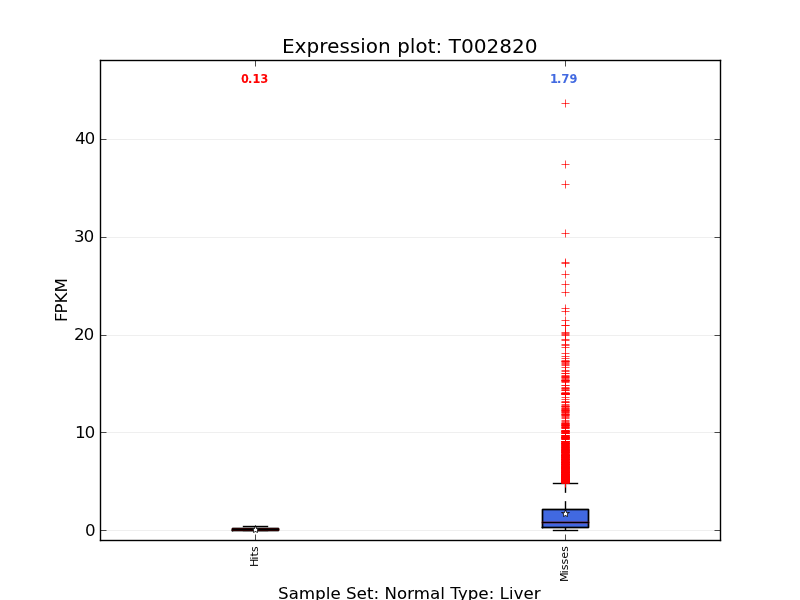 Expression plot: T002820
0.13
1.79
40
30
20
10
0
FPKM
Hits
Misses
Sample Set: Normal Type: Liver